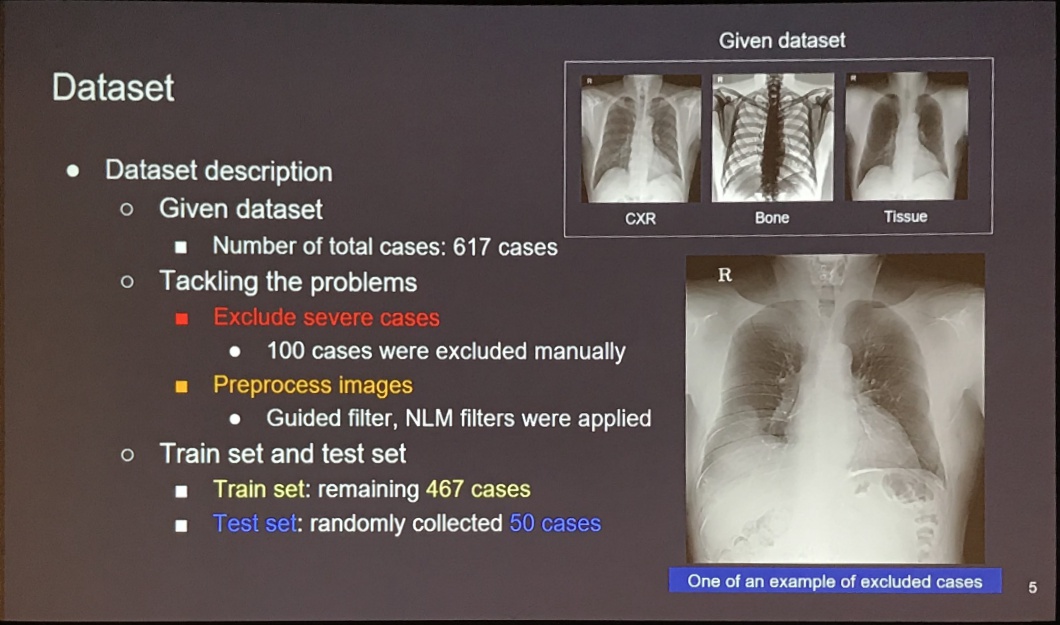 Dataset
Dataset description
Given dataset
Number of total cases: 617 cases
Tackling the problems
Exclude severe cases
100 cases were excluded manually
Preprocess images
Guided filter, NLM filters were applied
Train set and test set
Train set: remaining 467 cases
Test set: randomly collected 50 cases
Given dataset
R R R
CXR Bone Tissue
R
One of an example of excluded cases
5